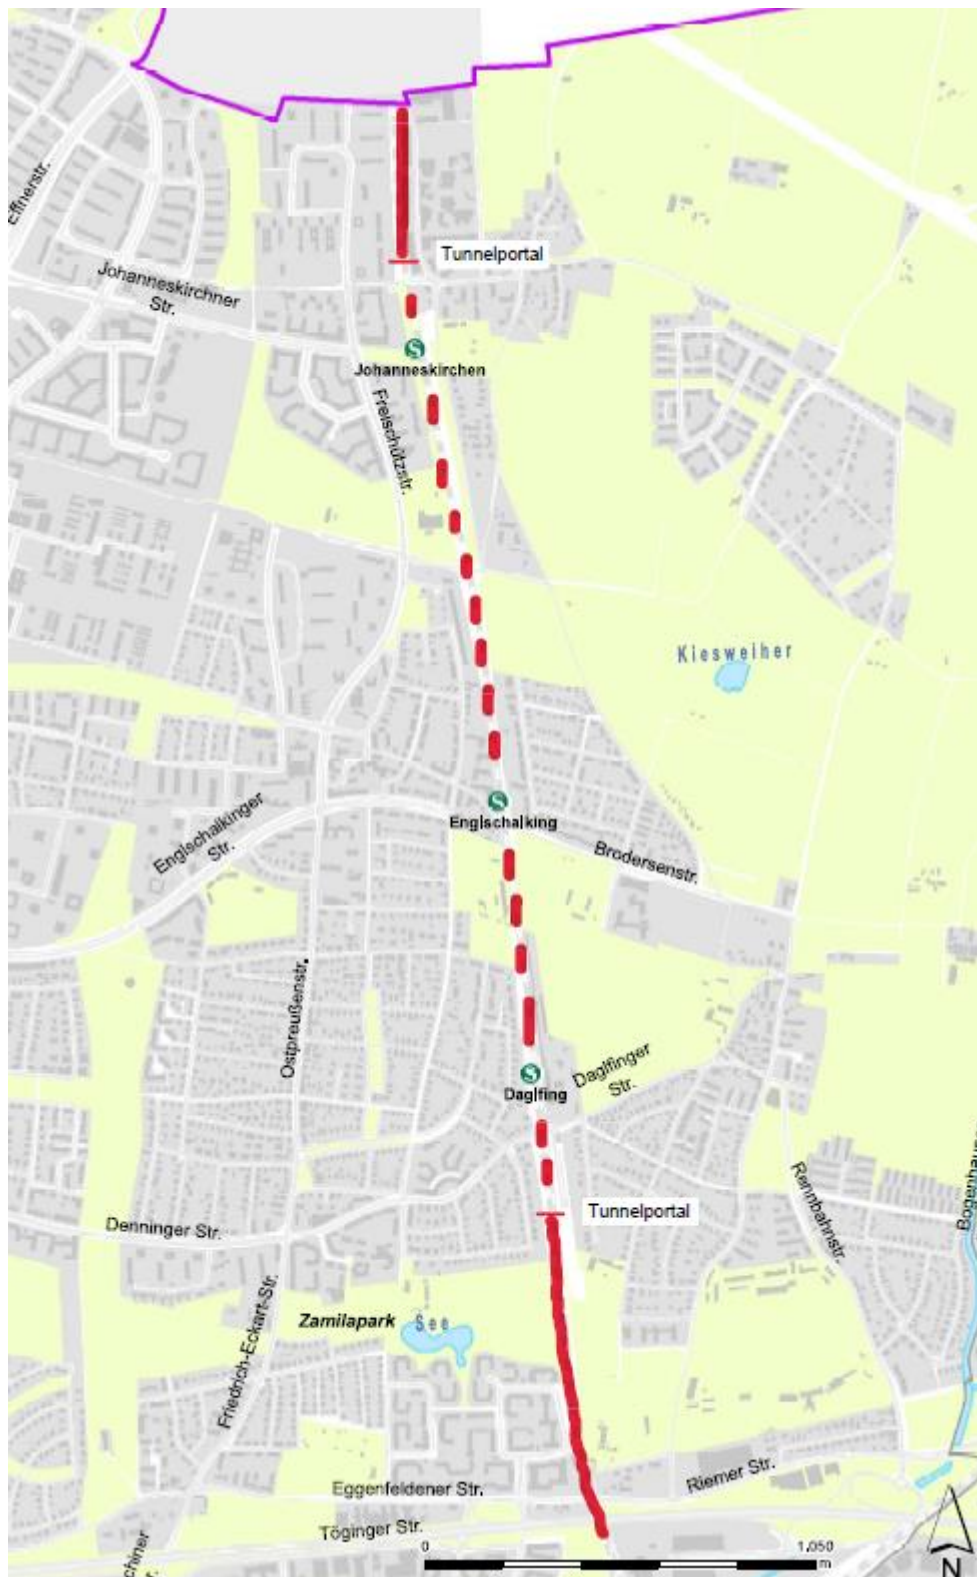 Effnerstr.
Tunnelportal
Johanneskirchner
Str.
S
Johanneskirchen
Freischützstr.
Kiesweiher
S
Englschalking
Englschalkinger
Str.
Brodersenstr.
Ostpreußenstr.
S
Daglfing
Daglfinger
Str.
Rennbahnstr.
Tunnelportal
Denninger Str.
Zamilapark
See
Friedrich-Eckart-Str.
Riemer Str.
Eggenfeldener Str.
Töginger Str.
0
1.050
m
N